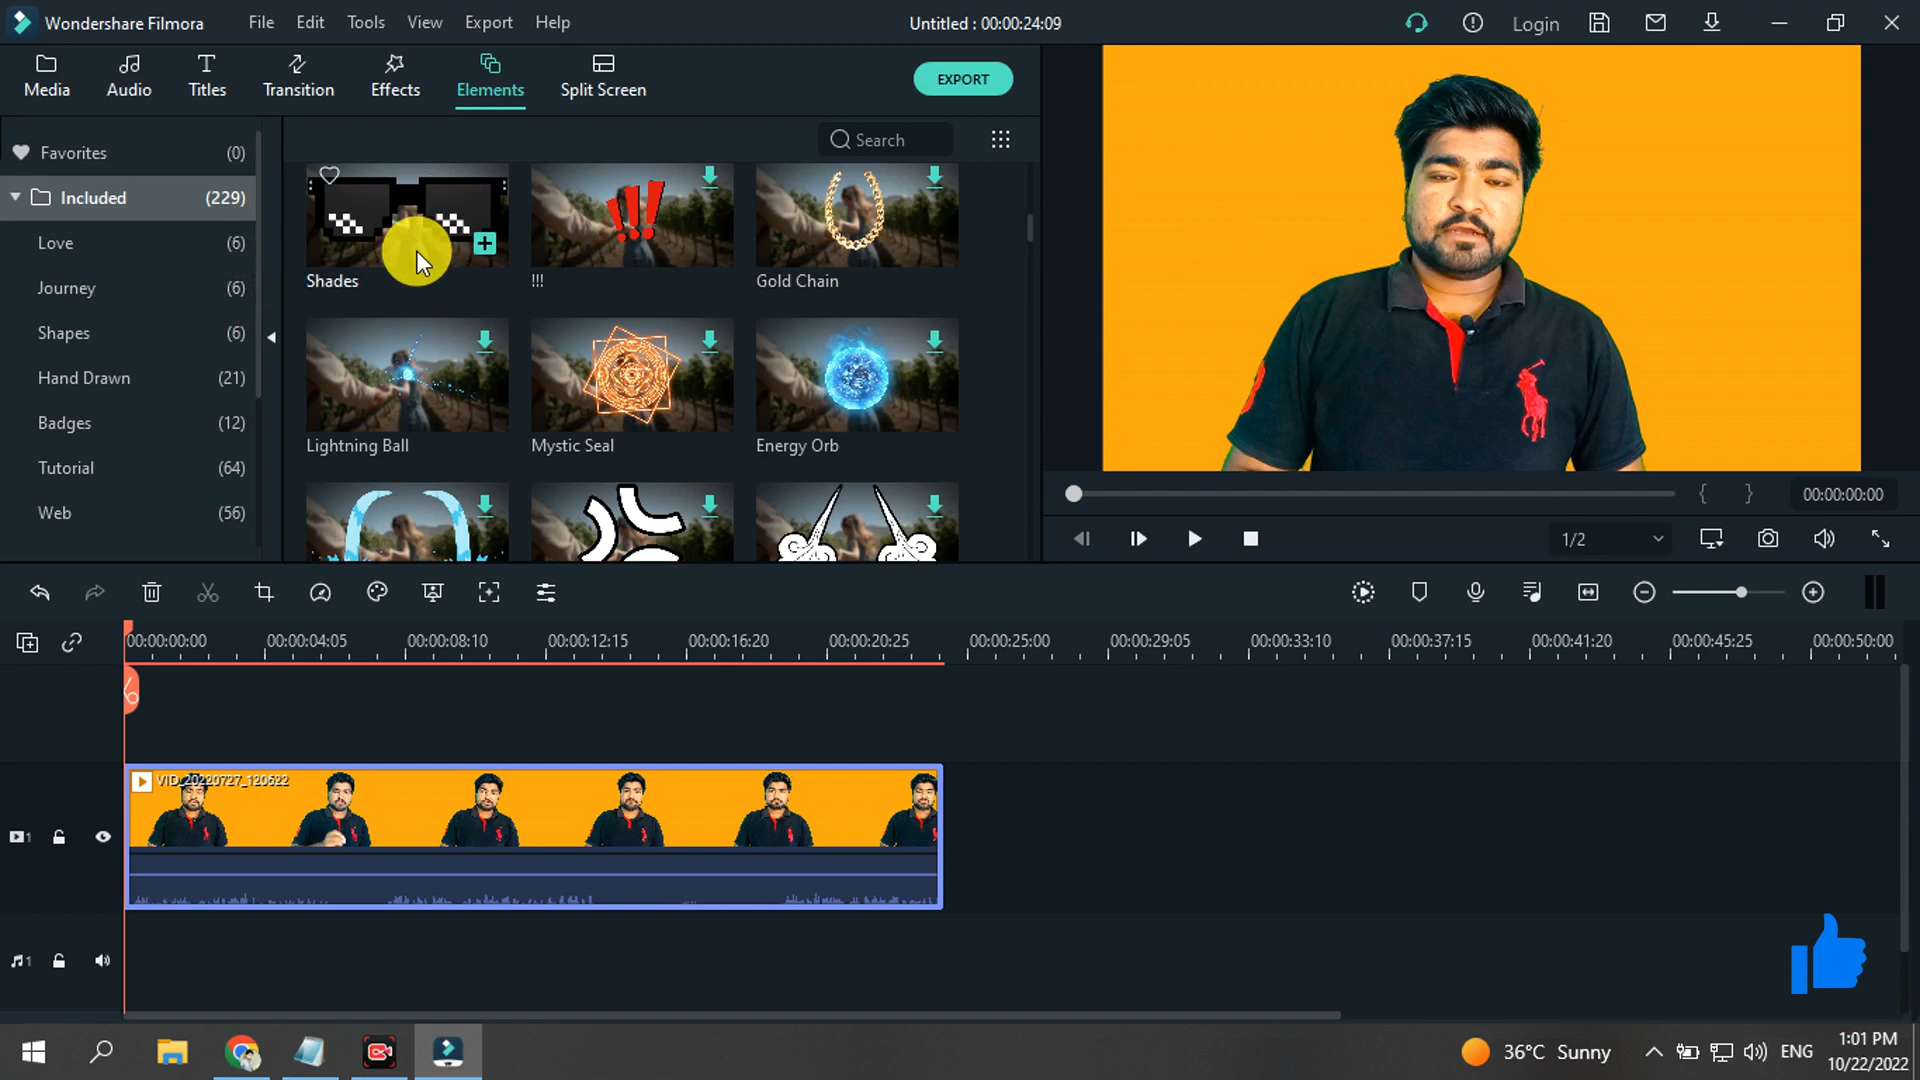 Wondershare Filmora
File Edit Tools View Export Help
Untitled : 00:00:24:09
Login
Media Audio Titles Transition Effects Elements Split Screen
EXPORT
Favorites (0)
Included (229)
Love (6)
Journey (6)
Shapes (6)
Hand Drawn (21)
Badges (12)
Tutorial (64)
Web (56)
Search
Shades !!! Gold Chain
Lightning Ball Mystic Seal Energy Orb
{ } 00:00:00:00
1/2
00:00:00:00 00:00:04:05 00:00:08:10 00:00:12:15 00:00:16:20 00:00:20:25 00:00:25:00 00:00:29:05 00:00:33:10 00:00:37:15 00:00:41:20 00:00:45:25 00:00:50:00
VID_20220727_120622
1
1
36°C Sunny
ENG
1:01 PM
10/22/2022